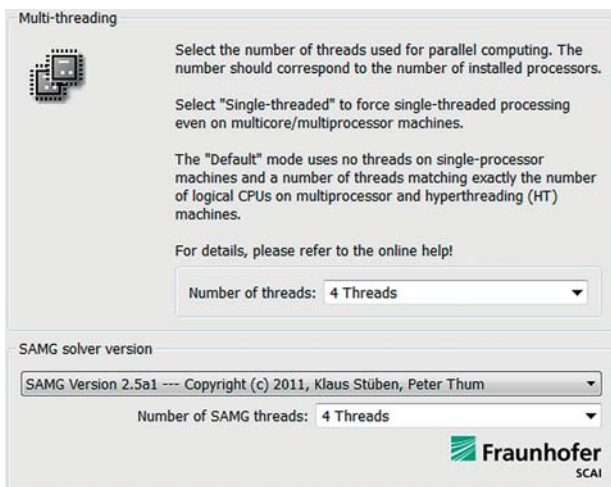 Multi-threading
Select the number of threads used for parallel computing. The
number should correspond to the number of installed processors.
Select "Single-threaded" to force single-threaded processing
even on multicore/multiprocessor machines.
The "Default" mode uses no threads on single-processor
machines and a number of threads matching exactly the number
of logical CPUs on multiprocessor and hyperthreading (HT)
machines.
For details, please refer to the online help!
Number of threads: 4 Threads
SAMG solver version
SAMG Version 2.5a1 --- Copyright (c) 2011, Klaus Stüben, Peter Thum
Number of SAMG threads: 4 Threads
Fraunhofer
SCAI